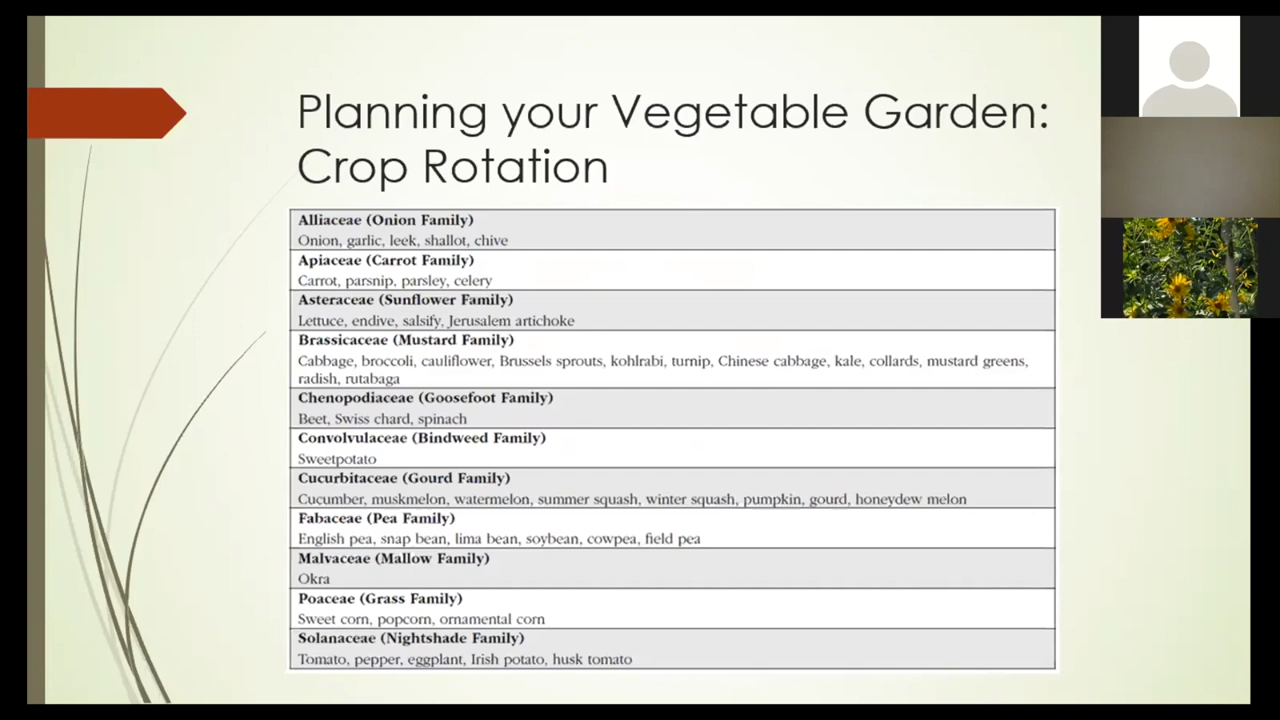 Planning your Vegetable Garden:
Crop Rotation
Alliaceae (Onion Family)
Onion, garlic, leek, shallot, chive
Apiaceae (Carrot Family)
Carrot, parsnip, parsley, celery
Asteraceae (Sunflower Family)
Lettuce, endive, salsify, Jerusalem artichoke
Brassicaceae (Mustard Family)
Cabbage, broccoli, cauliflower, Brussels sprouts, kohlrabi, turnip, Chinese cabbage, kale, collards, mustard greens,
radish, rutabaga
Chenopodiaceae (Goosefoot Family)
Beet, Swiss chard, spinach
Convolvulaceae (Bindweed Family)
Sweetpotato
Cucurbitaceae (Gourd Family)
Cucumber, muskmelon, watermelon, summer squash, winter squash, pumpkin, gourd, honeydew melon
Fabaceae (Pea Family)
English pea, snap bean, lima bean, soybean, cowpea, field pea
Malvaceae (Mallow Family)
Okra
Poaceae (Grass Family)
Sweet corn, popcorn, ornamental corn
Solanaceae (Nightshade Family)
Tomato, pepper, eggplant, Irish potato, husk tomato